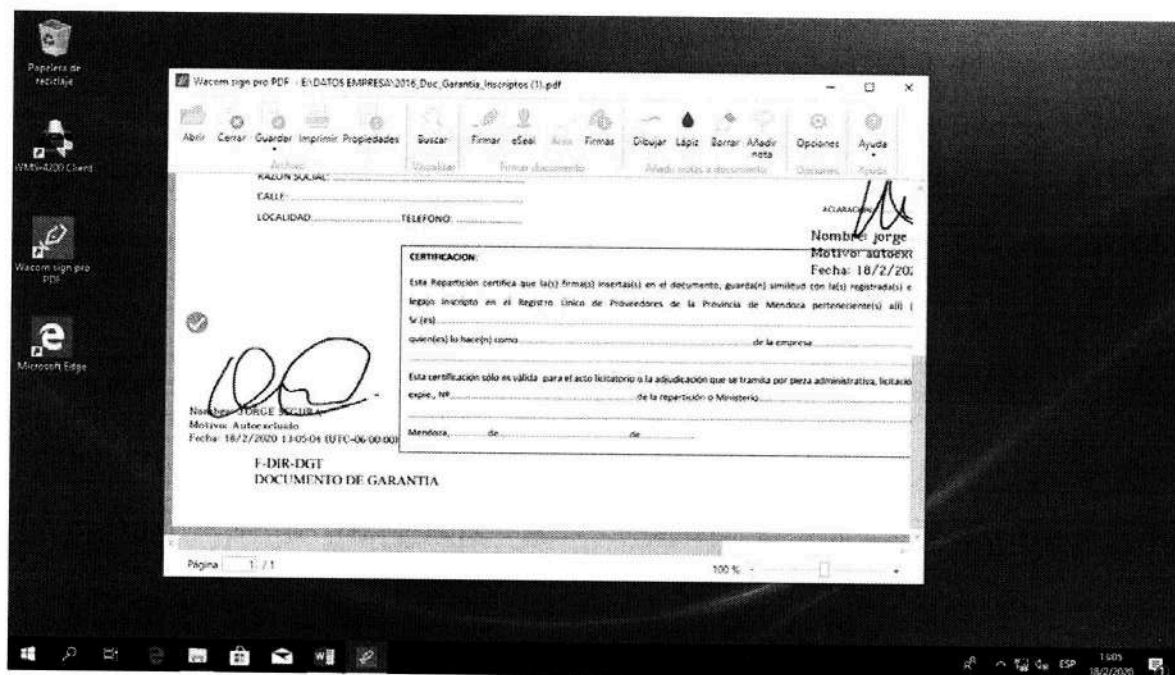 Papelera de
reciclaje
WMS-4200 Client
Wacom sign pro
PDF
Microsoft Edge
Wacom sign pro PDF - E:\DATOS EMPRESA\2016_Doc_Garantia_Inscriptos (1).pdf
Abrir Cerrar Guardar Imprimir Propiedades Buscar Firmar eSeal Firmas Dibujar Lápiz Borrar Añadir nota Opciones Ayuda
Archivo Visualizar Firmar documento Añadir notas a documento Opciones Ayuda
RAZON SOCIAL:
CALLE:
LOCALIDAD TELEFONO:
ACLARACION
Nombre: jorge
Motivo: autoexc
Fecha: 18/2/202
CERTIFICACION:
Esta Repartición certifica que la(s) firma(s) insertas(s) en el documento, guarda(n) similitud con la(s) registrada(s) e
legajo inscripto en el Registro Único de Proveedores de la Provincia de Mendoza perteneciente(s) al(l) (
Sr.(es)
quien(es) lo hace(n) como de la empresa
Esta certificación sólo es válida para el acto licitatorio o la adjudicación que se tramita por pieza administrativa, licitacio
expte., Nº de la repartición o Ministerio
Mendoza, de de
Nombre: JORGE SEGURA
Motivo: Autoexcluido
Fecha: 18/2/2020 13:05:04 (UTC-06:00:00)
F-DIR-DGT
DOCUMENTO DE GARANTIA
Página 1 / 1 100 % - +
ESP
13:05
18/2/2020